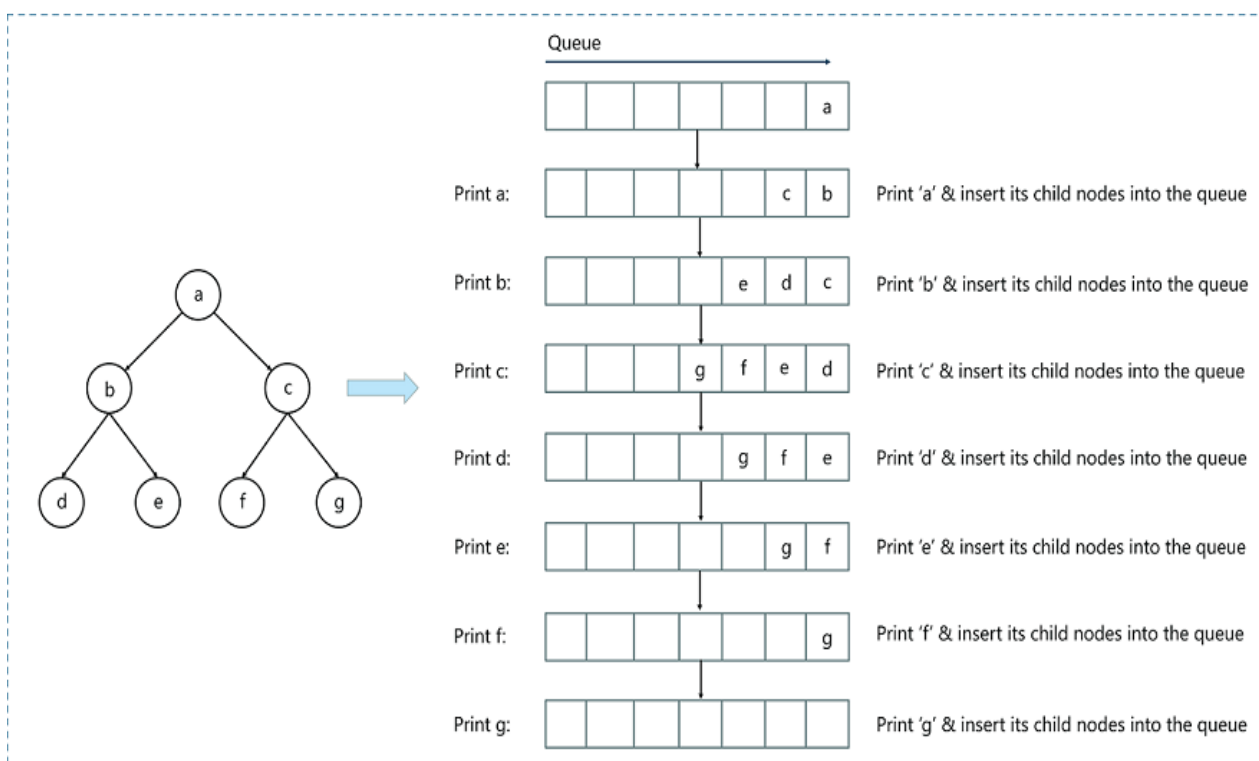 Queue
a
Print a: c b Print 'a' & insert its child nodes into the queue
Print b: e d c Print 'b' & insert its child nodes into the queue
Print c: g f e d Print 'c' & insert its child nodes into the queue
Print d: g f e Print 'd' & insert its child nodes into the queue
Print e: g f Print 'e' & insert its child nodes into the queue
Print f: g Print 'f' & insert its child nodes into the queue
Print g: Print 'g' & insert its child nodes into the queue
a
b c
d e f g